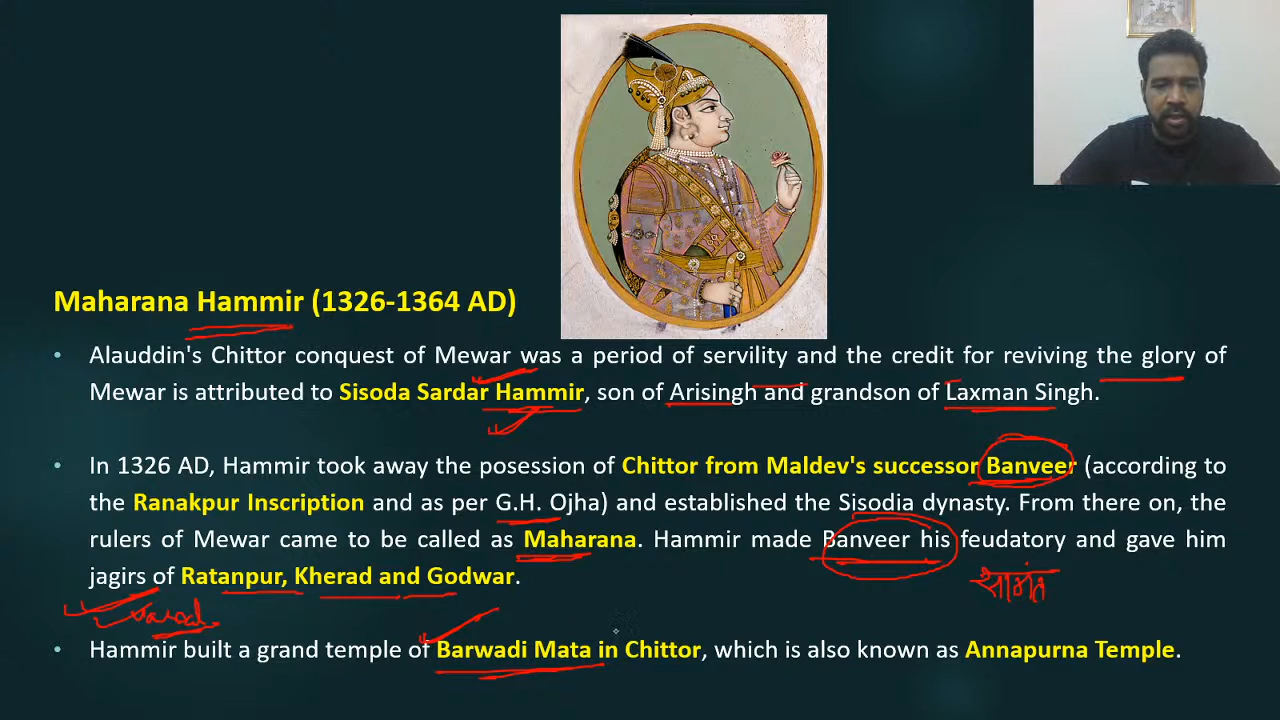 Maharana Hammir (1326-1364 AD)
• Alauddin's Chittor conquest of Mewar was a period of servility and the credit for reviving the glory of
Mewar is attributed to Sisoda Sardar Hammir, son of Arisingh and grandson of Laxman Singh.
• In 1326 AD, Hammir took away the posession of Chittor from Maldev's successor Banveer (according to
the Ranakpur Inscription and as per G.H. Ojha) and established the Sisodia dynasty. From there on, the
rulers of Mewar came to be called as Maharana. Hammir made Banveer his feudatory and gave him
jagirs of Ratanpur, Kherad and Godwar.
सामंत
• Hammir built a grand temple of Barwadi Mata in Chittor, which is also known as Annapurna Temple.